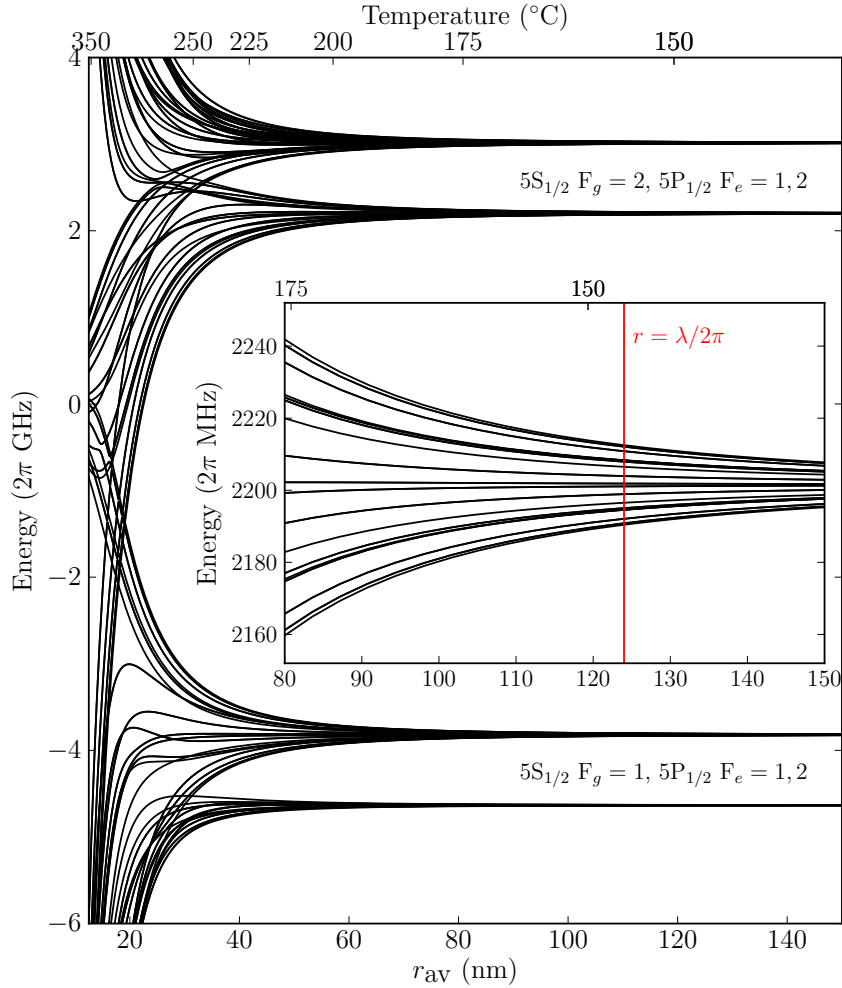 Temperature (°C)
350 250 225 200 175 150
4
5S1/2 Fg = 2, 5P1/2 Fe = 1, 2
2
175 150
r = λ/2π
2240
2220
2200
2180
2160
Energy (2π MHz)
80 90 100 110 120 130 140 150
0
−2
−4
−6
Energy (2π GHz)
5S1/2 Fg = 1, 5P1/2 Fe = 1, 2
20 40 60 80 100 120 140
rav (nm)